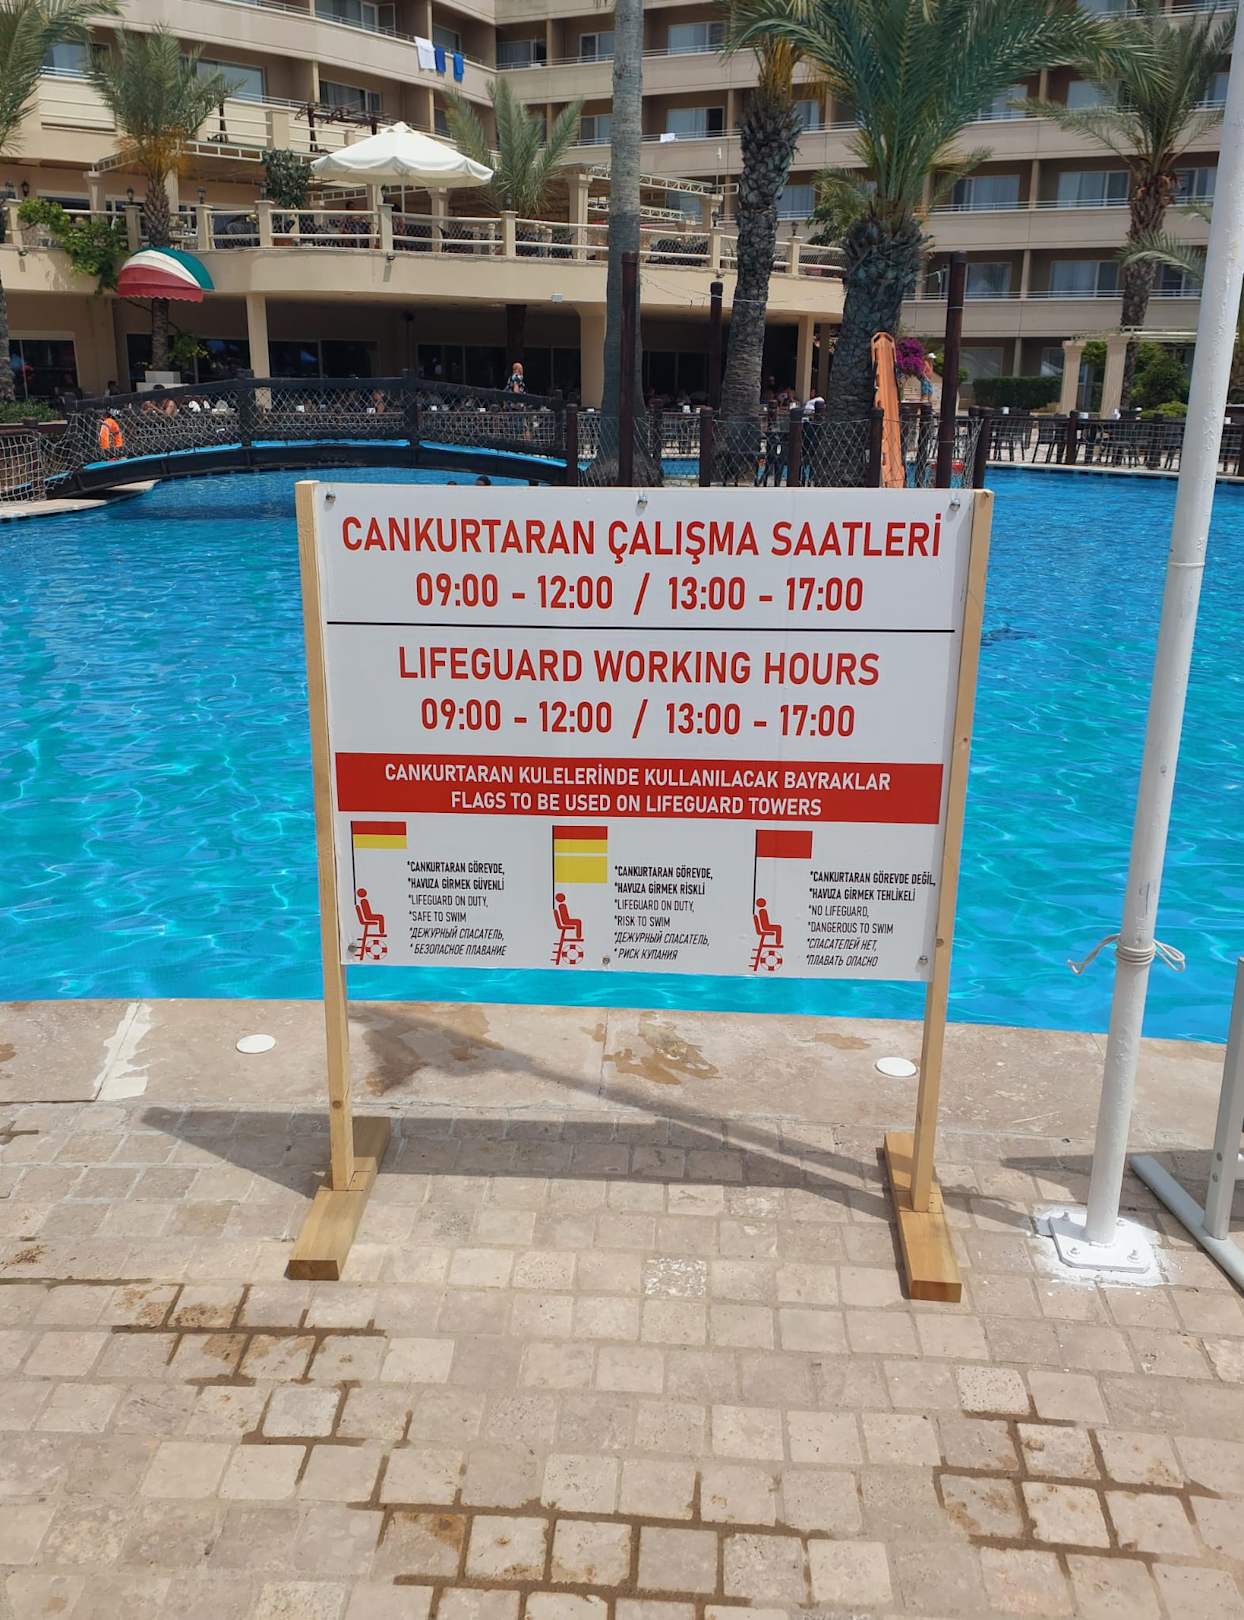 CANKURTARAN ÇALIŞMA SAATLERİ
09:00 - 12:00 / 13:00 - 17:00
LIFEGUARD WORKING HOURS
09:00 - 12:00 / 13:00 - 17:00
CANKURTARAN KULELERİNDE KULLANILACAK BAYRAKLAR
FLAGS TO BE USED ON LIFEGUARD TOWERS
*CANKURTARAN GÖREVDE,
*HAVUZA GİRMEK GÜVENLİ
*LIFEGUARD ON DUTY,
*SAFE TO SWIM
*ДЕЖУРНЫЙ СПАСАТЕЛЬ,
* БЕЗОПАСНОЕ ПЛАВАНИЕ
*CANKURTARAN GÖREVDE,
*HAVUZA GİRMEK RİSKLİ
*LIFEGUARD ON DUTY,
*RISK TO SWIM
*ДЕЖУРНЫЙ СПАСАТЕЛЬ,
* РИСК КУПАНИЯ
*CANKURTARAN GÖREVDE DEĞİL,
*HAVUZA GİRMEK TEHLİKELİ
*NO LIFEGUARD,
DANGEROUS TO SWIM
*СПАСАТЕЛЕЙ НЕТ,
*ПЛАВАТЬ ОПАСНО